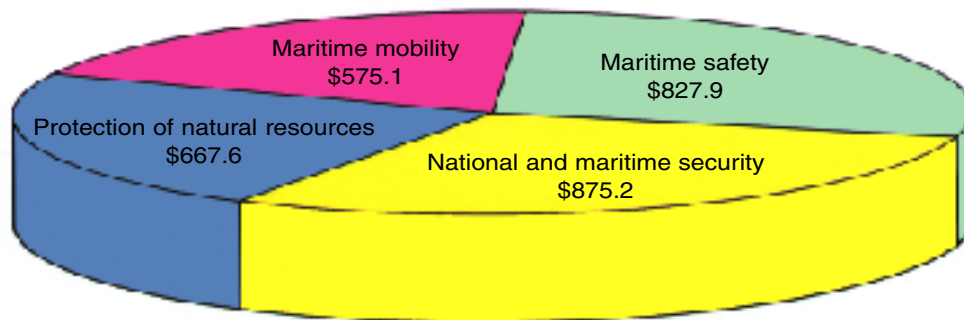 Maritime mobility
$575.1
Maritime safety
$827.9
Protection of natural resources
$667.6
National and maritime security
$875.2